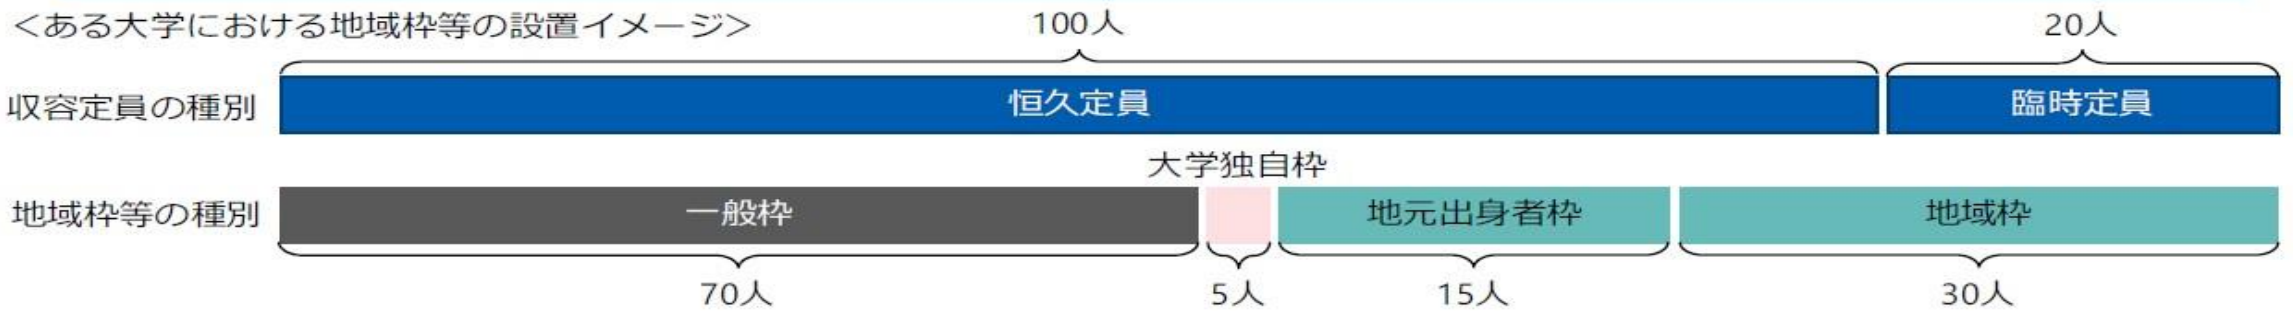 <ある大学における地域枠等の設置イメージ>
100人
20人
収容定員の種別
恒久定員
臨時定員
大学独自枠
地域枠等の種別
一般枠
地元出身者枠
地域枠
70人
5人
15人
30人